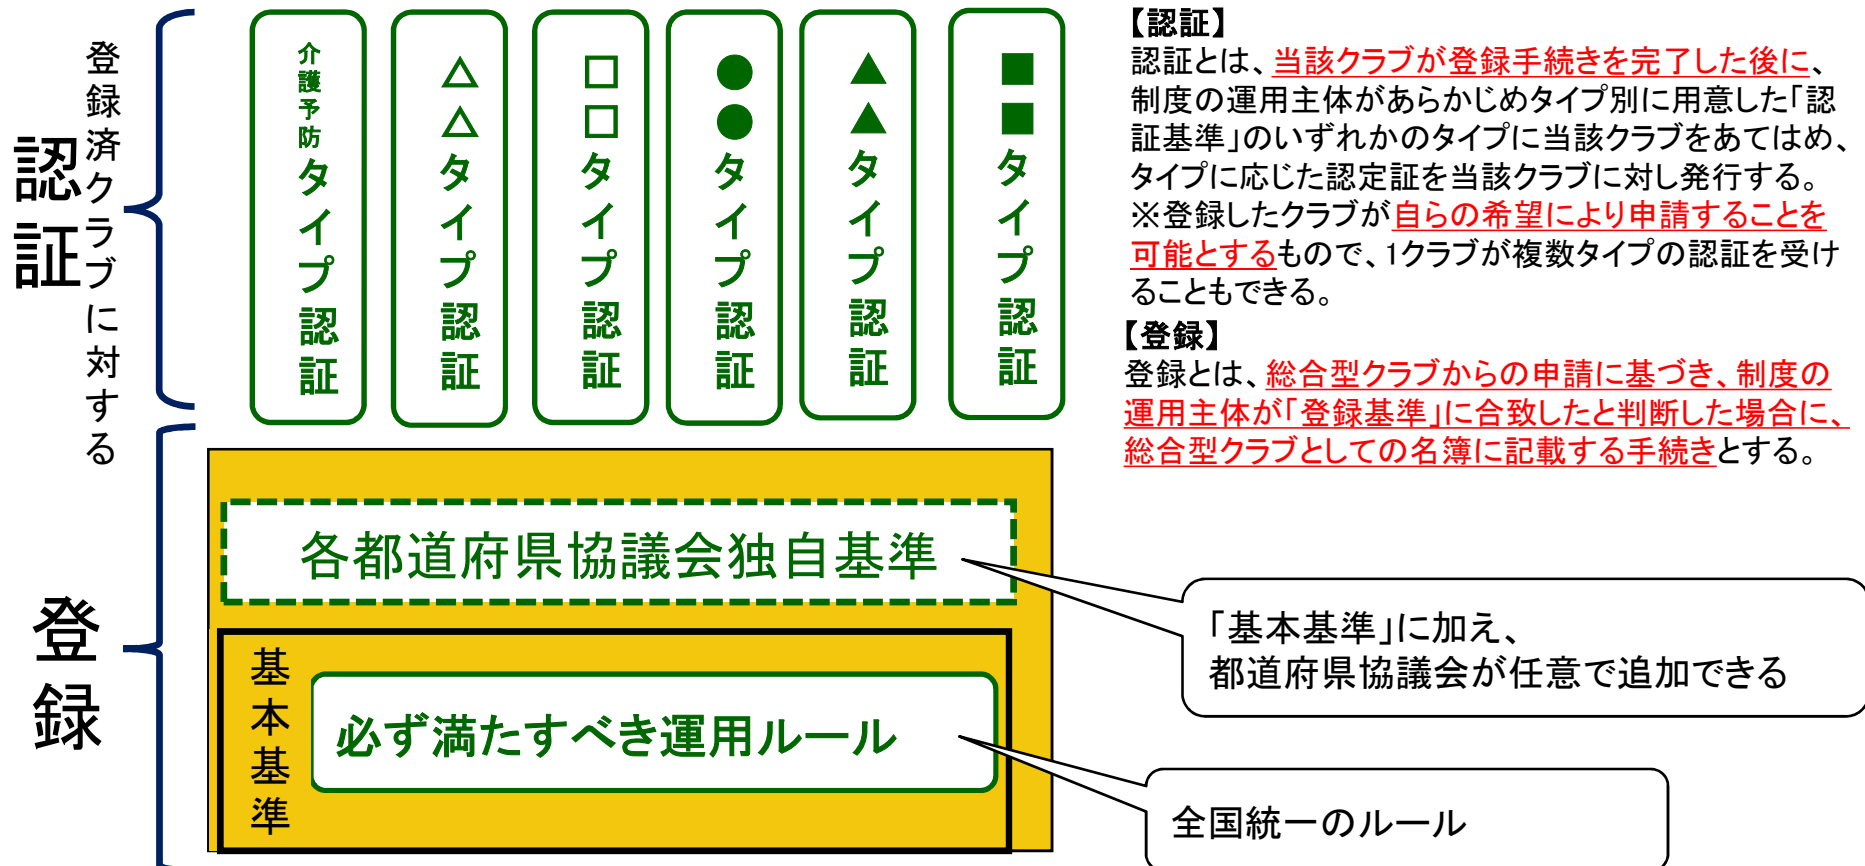 認証
登録済クラブに対する
介護予防タイプ認証
△△タイプ認証
□□タイプ認証
●●タイプ認証
▲▲タイプ認証
■■タイプ認証
【認証】
認証とは、当該クラブが登録手続きを完了した後に、
制度の運用主体があらかじめタイプ別に用意した「認
証基準」のいずれかのタイプに当該クラブをあてはめ、
タイプに応じた認定証を当該クラブに対し発行する。
※登録したクラブが自らの希望により申請することを
可能とするもので、1クラブが複数タイプの認証を受け
ることもできる。
【登録】
登録とは、総合型クラブからの申請に基づき、制度の
運用主体が「登録基準」に合致したと判断した場合に、
総合型クラブとしての名簿に記載する手続きとする。
登録
各都道府県協議会独自基準
「基本基準」に加え、
都道府県協議会が任意で追加できる
基本基準
必ず満たすべき運用ルール
全国統一のルール